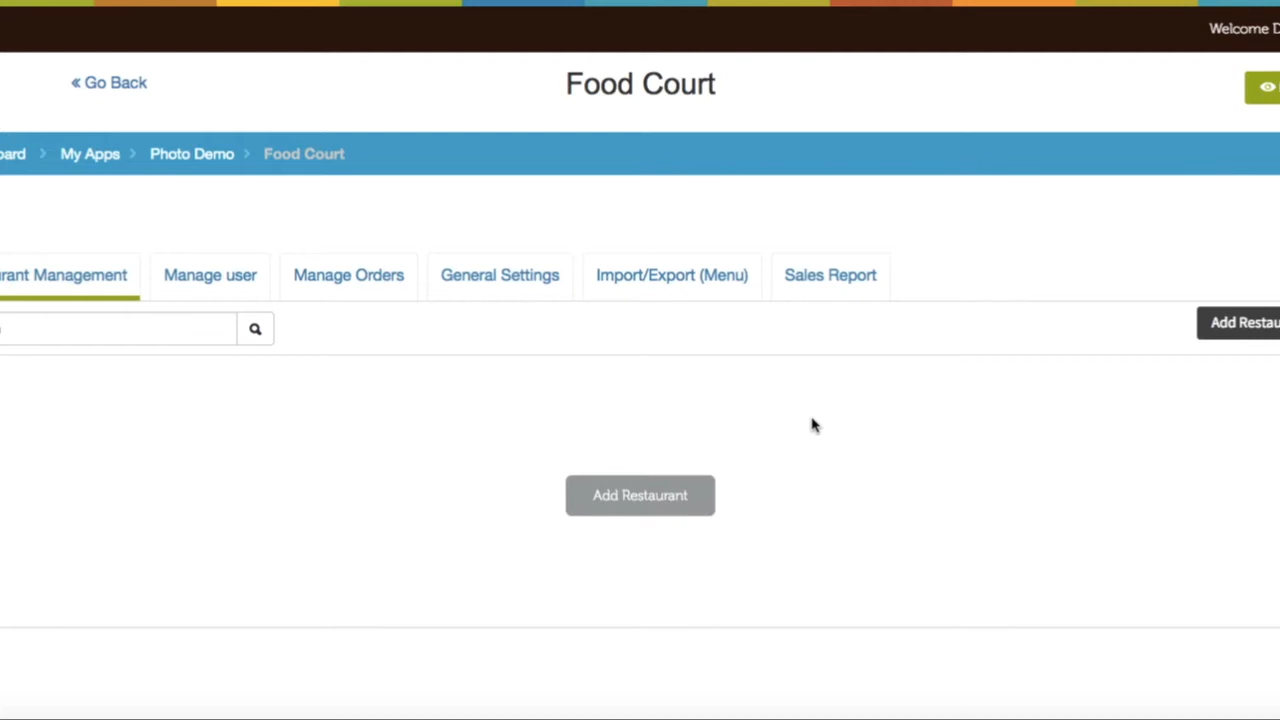 Welcome D
« Go Back
Food Court
oard > My Apps > Photo Demo > Food Court
rant Management Manage user Manage Orders General Settings Import/Export (Menu) Sales Report
Add Restau
Add Restaurant